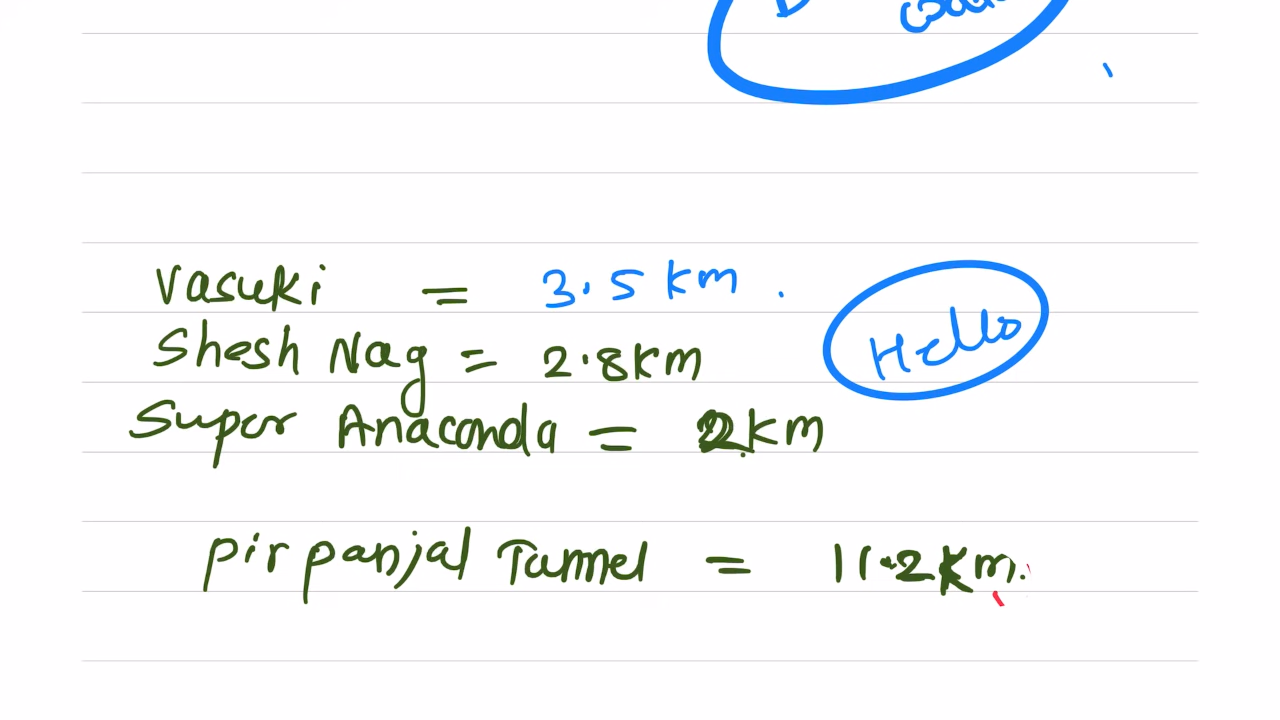 Vasuki = 3.5 km.
Shesh Nag = 2.8km
Hello
Super Anaconda = 2km
Pir panjal Tunnel = 11.2km.